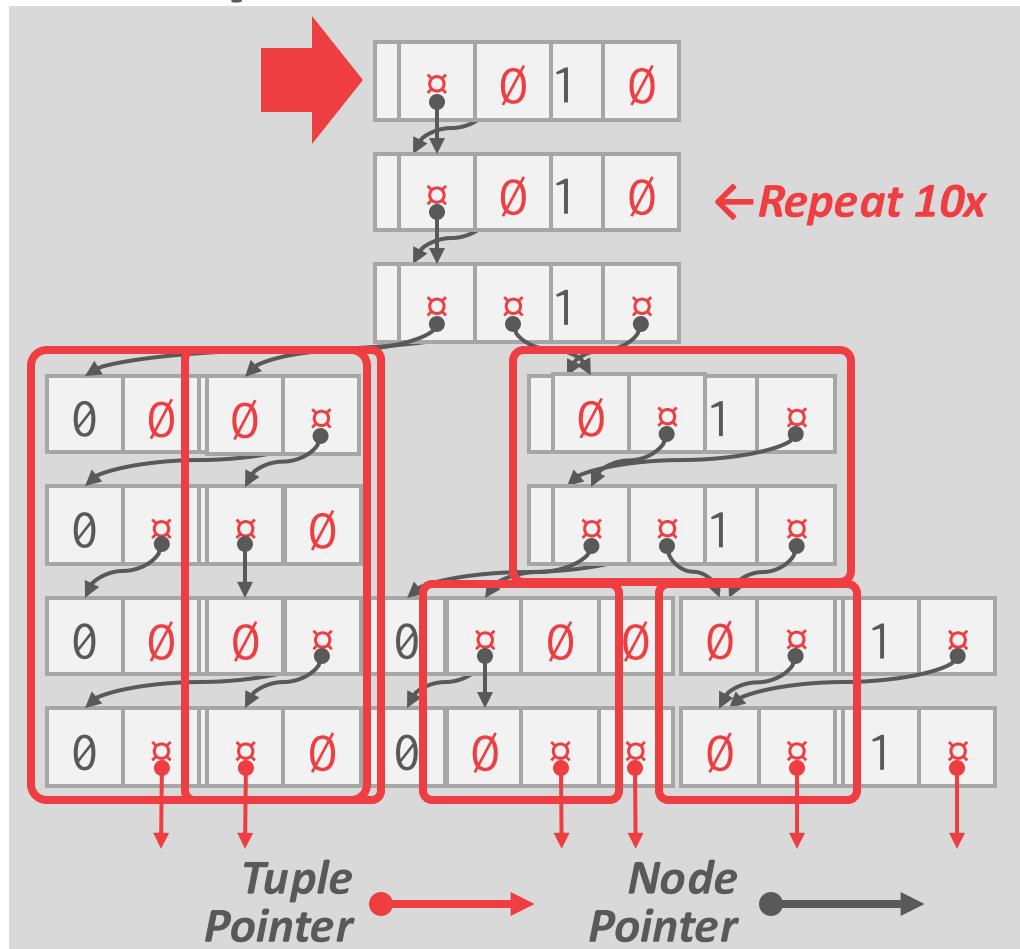 ¤ Ø 1 Ø
¤ Ø 1 Ø
←Repeat 10x
¤ ¤ 1 ¤
0 Ø Ø ¤ Ø ¤ 1 ¤
0 ¤ ¤ Ø ¤ ¤ 1 ¤
0 Ø Ø ¤ 0 ¤ Ø Ø Ø ¤ 1 ¤
0 ¤ ¤ Ø 0 Ø ¤ ¤ Ø ¤ 1 ¤
Tuple
Pointer
Node
Pointer